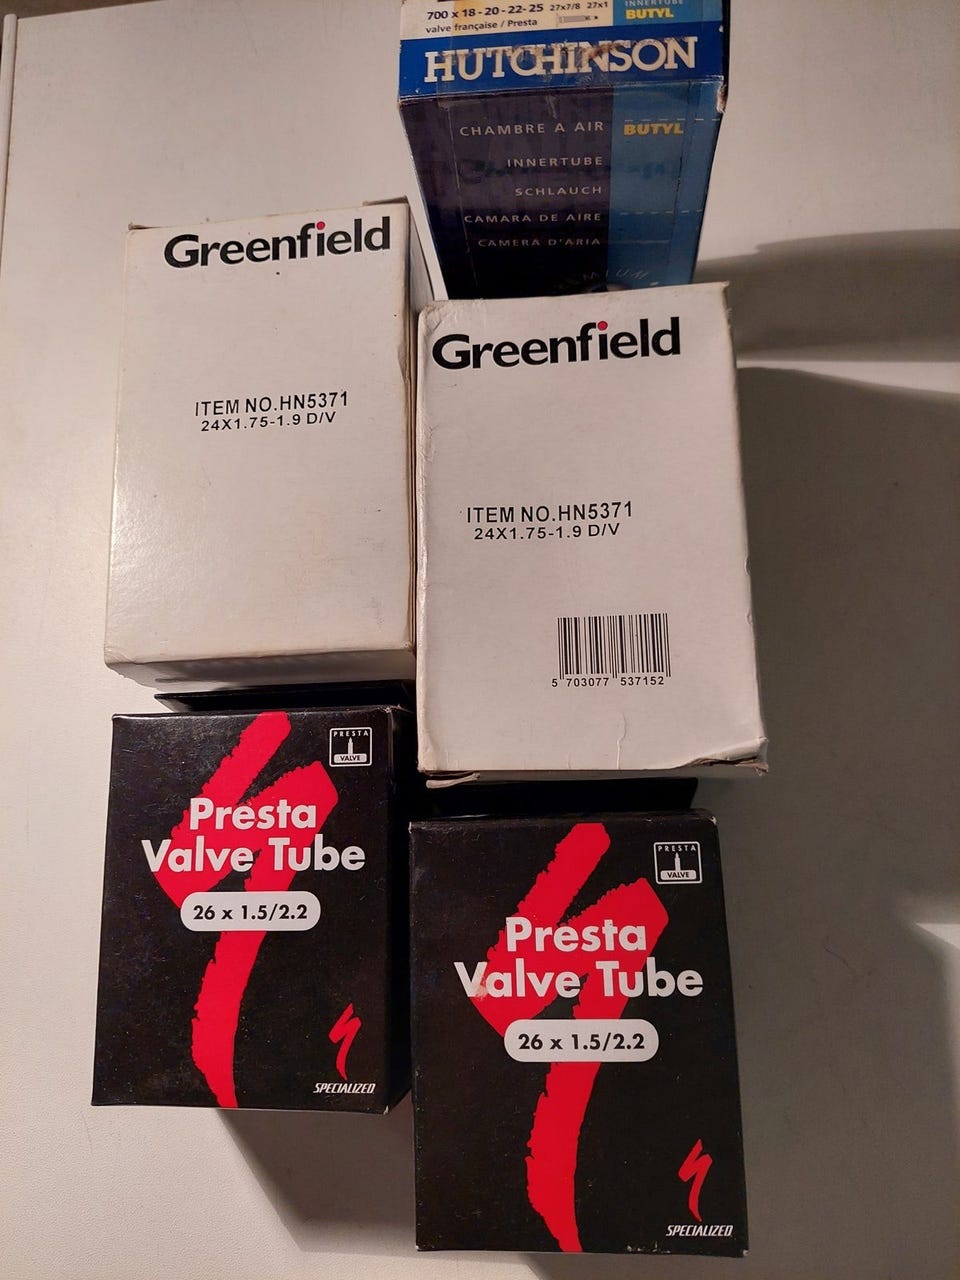 700 x 18-20-22-25 27x7/8 27x1
valve française / Presta
INNERTUBE
BUTYL
HUTCHINSON
CHAMBRE A AIR BUTYL
INNERTUBE
SCHLAUCH
CAMARA DE AIRE
CAMERA D'ARIA
Greenfield
ITEM NO.HN5371
24X1.75-1.9 D/V
Greenfield
ITEM NO.HN5371
24X1.75-1.9 D/V
5 703077 537152
PRESTA
VALVE
Presta
Valve Tube
26 x 1.5/2.2
SPECIALIZED
PRESTA
VALVE
Presta
Valve Tube
26 x 1.5/2.2
SPECIALIZED